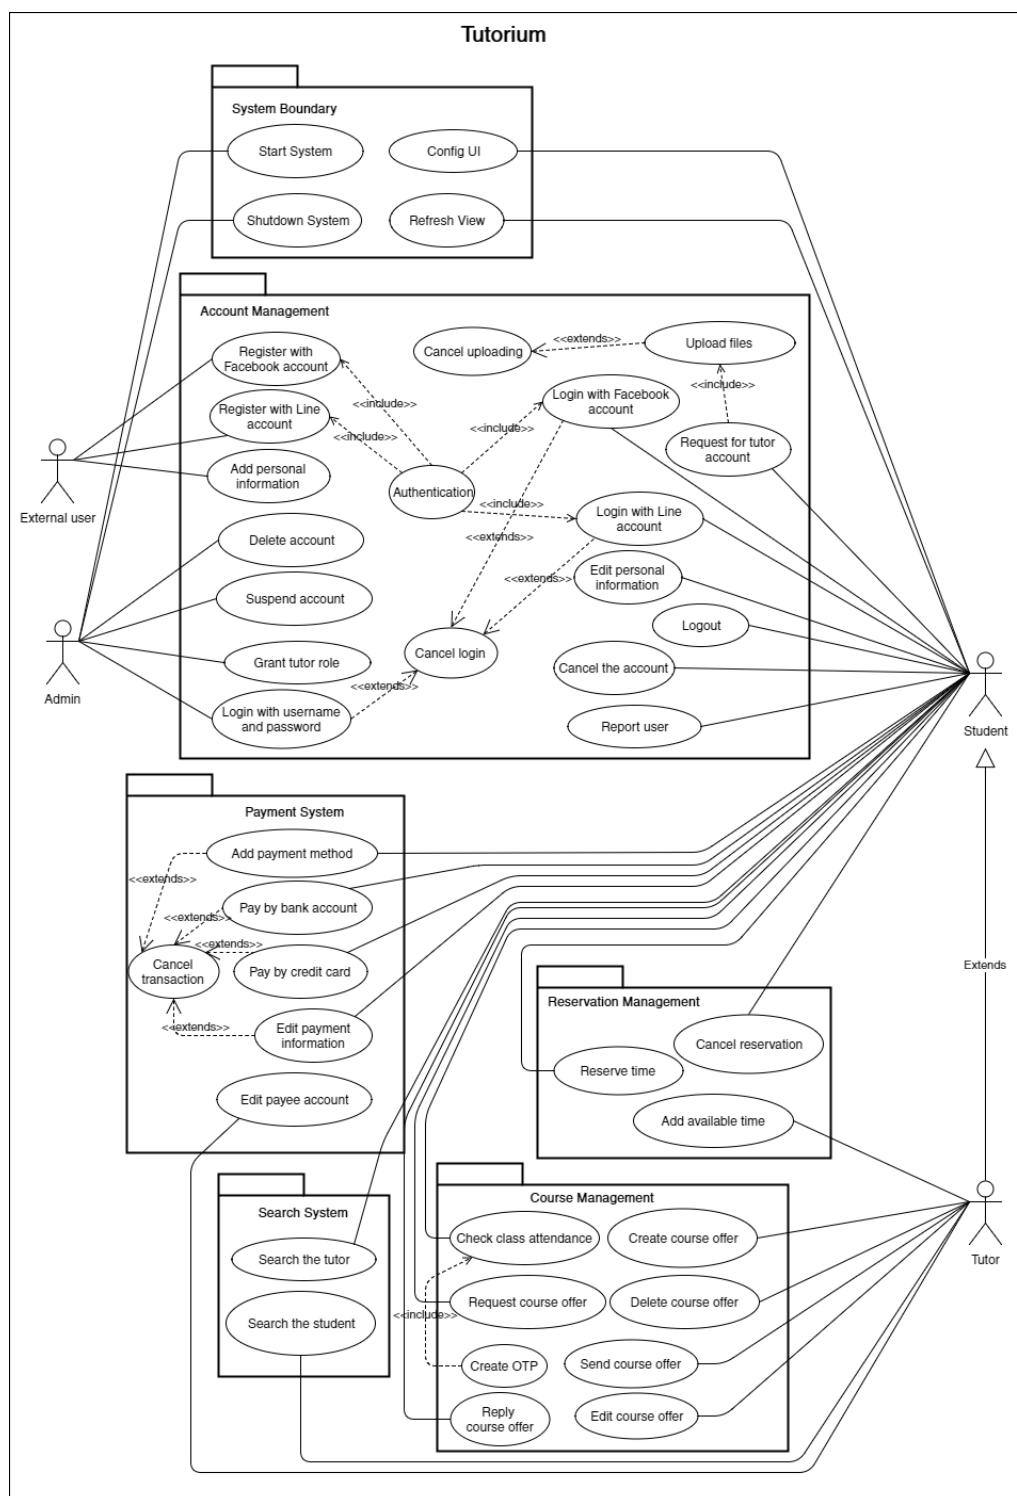 Tutorium
System Boundary
Start System
Config UI
Shutdown System
Refresh View
Account Management
Register with
Facebook account
Cancel uploading
<<extends>>
Upload files
<<include>>
<<include>>
Login with Facebook
account
Register with Line
account
<<include>>
<<include>>
Request for tutor
account
External user
Add personal
information
Authentication
<<include>>
Login with Line
account
<<extends>>
Delete account
<<extends>>
Edit personal
information
Suspend account
Logout
Admin
Cancel login
Grant tutor role
Cancel the account
<<extends>>
Login with username
and password
Report user
Student
Payment System
Add payment method
<<extends>>
Pay by bank account
<<extends>>
<<extends>>
Cancel
transaction
Pay by credit card
<<extends>>
Edit payment
information
Edit payee account
Extends
Reservation Management
Cancel reservation
Reserve time
Add available time
Search System
Search the tutor
Search the student
Course Management
Check class attendance
Create course offer
Request course offer
Delete course offer
<<include>>
Create OTP
Send course offer
Reply
course offer
Edit course offer
Tutor